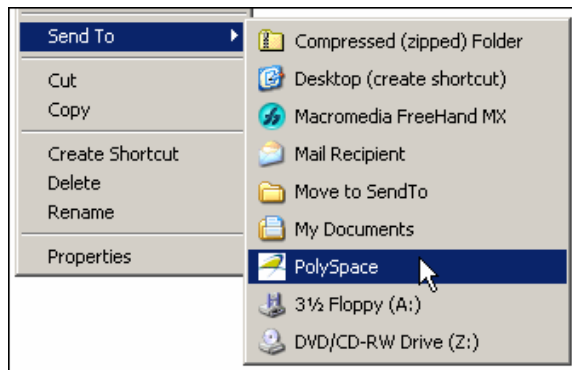 Send To
Cut
Copy
Create Shortcut
Delete
Rename
Properties
Compressed (zipped) Folder
Desktop (create shortcut)
Macromedia FreeHand MX
Mail Recipient
Move to SendTo
My Documents
PolySpace
3½ Floppy (A:)
DVD/CD-RW Drive (Z:)